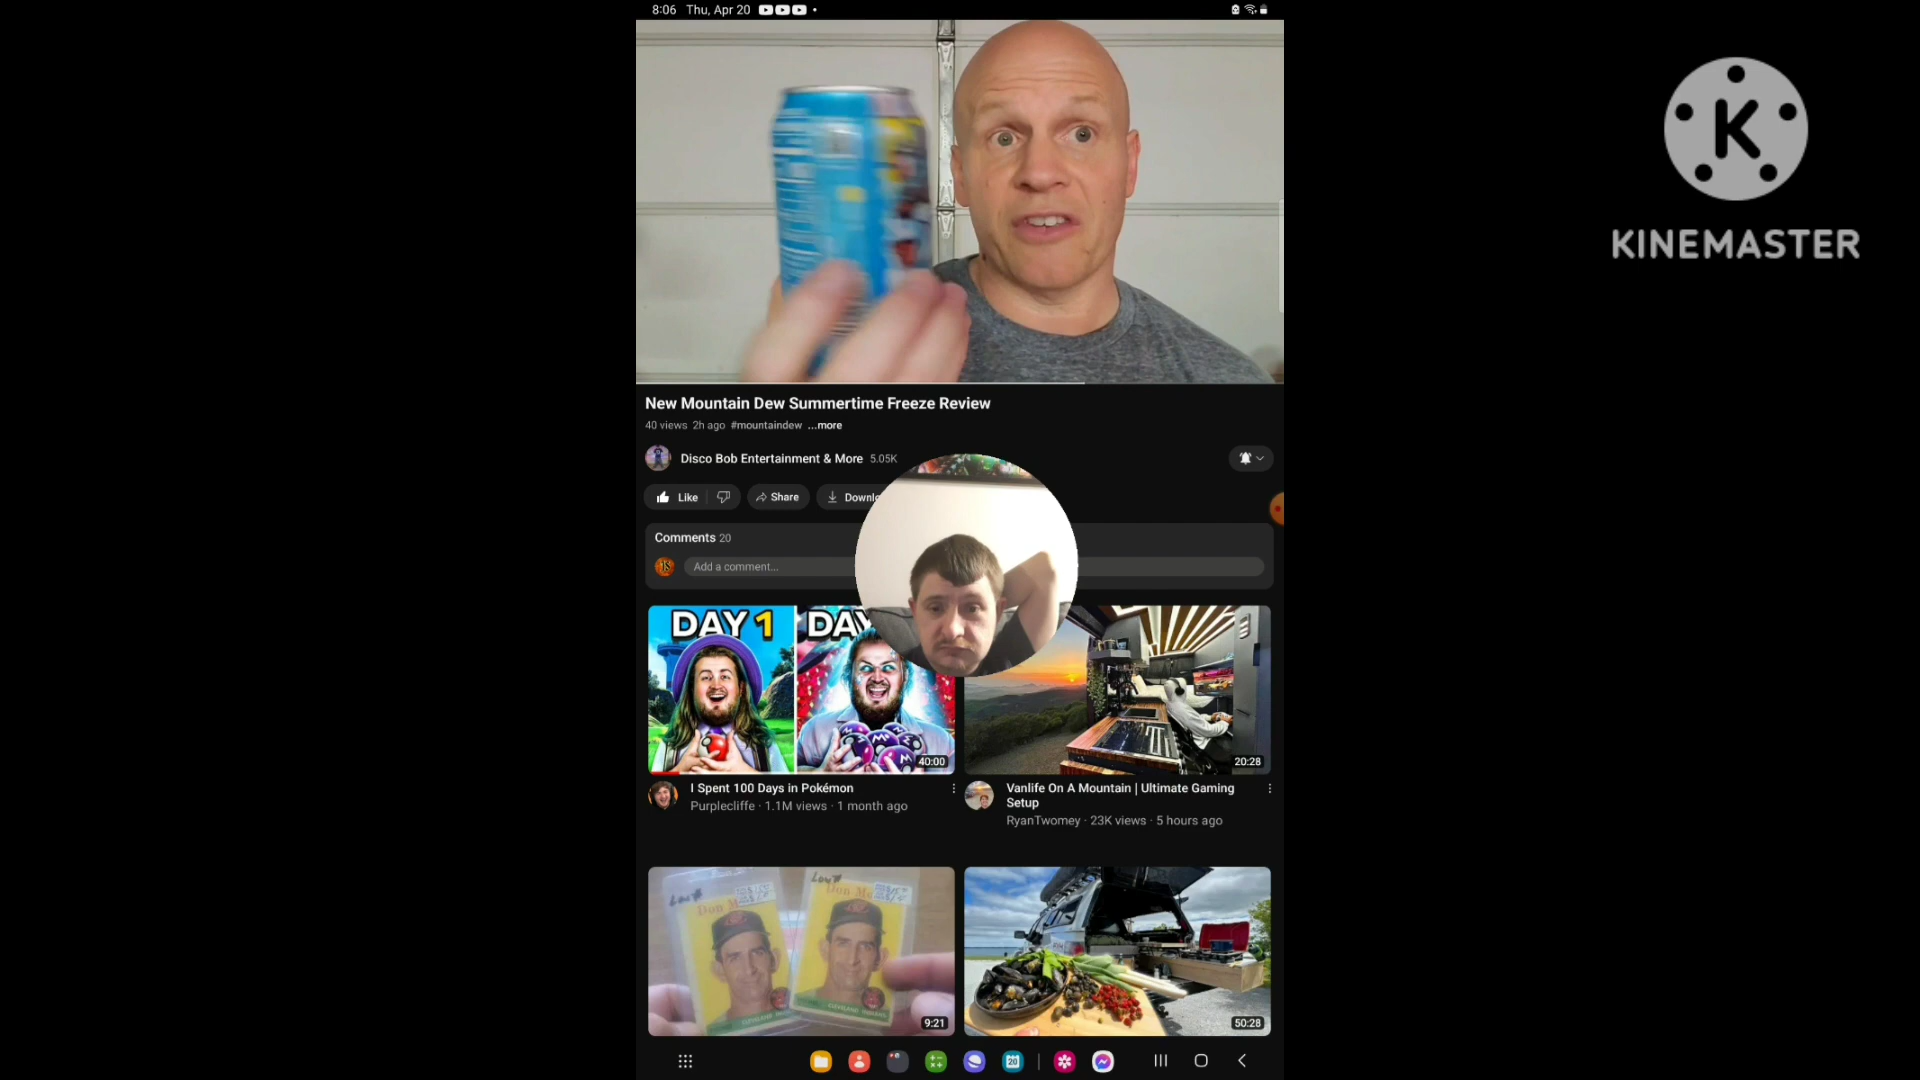 8:06 Thu, Apr 20
K
KINEMASTER
New Mountain Dew Summertime Freeze Review
40 views 2h ago #mountaindew ...more
Disco Bob Entertainment & More 5.05K
Like
Share
Comments 20
Add a comment...
DAY 1
40:00
20:28
I Spent 100 Days in Pokémon
Purplecliffe · 1.1M views · 1 month ago
Vanlife On A Mountain | Ultimate Gaming
Setup
RyanTwomey · 23K views · 5 hours ago
9:21
50:28
20